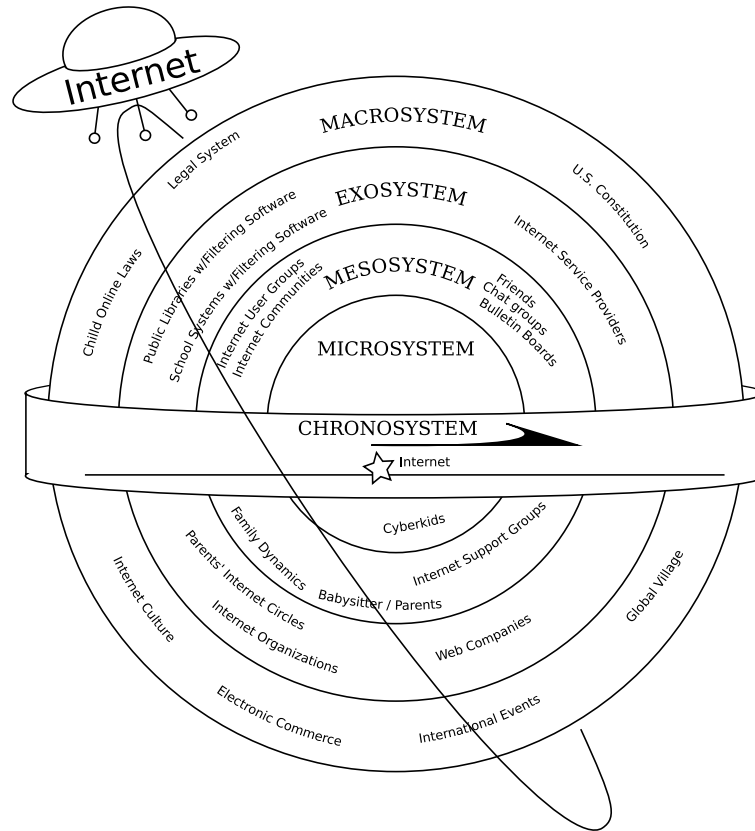 Internet
MACROSYSTEM
Legal System
U.S. Constitution
Chilld Online Laws
EXOSYSTEM
Public Libraries w/Filtering Software
School Systems w/Filtering Software
Internet Service Providers
MESOSYSTEM
Internet User Groups
Internet Communities
Friends
Chat groups
Bulletin Boards
MICROSYSTEM
CHRONOSYSTEM
Internet
Cyberkids
Family Dynamics
Internet Support Groups
Babysitter / Parents
Parents' Internet Circles
Internet Organizations
Web Companies
Internet Culture
Global Village
Electronic Commerce
International Events